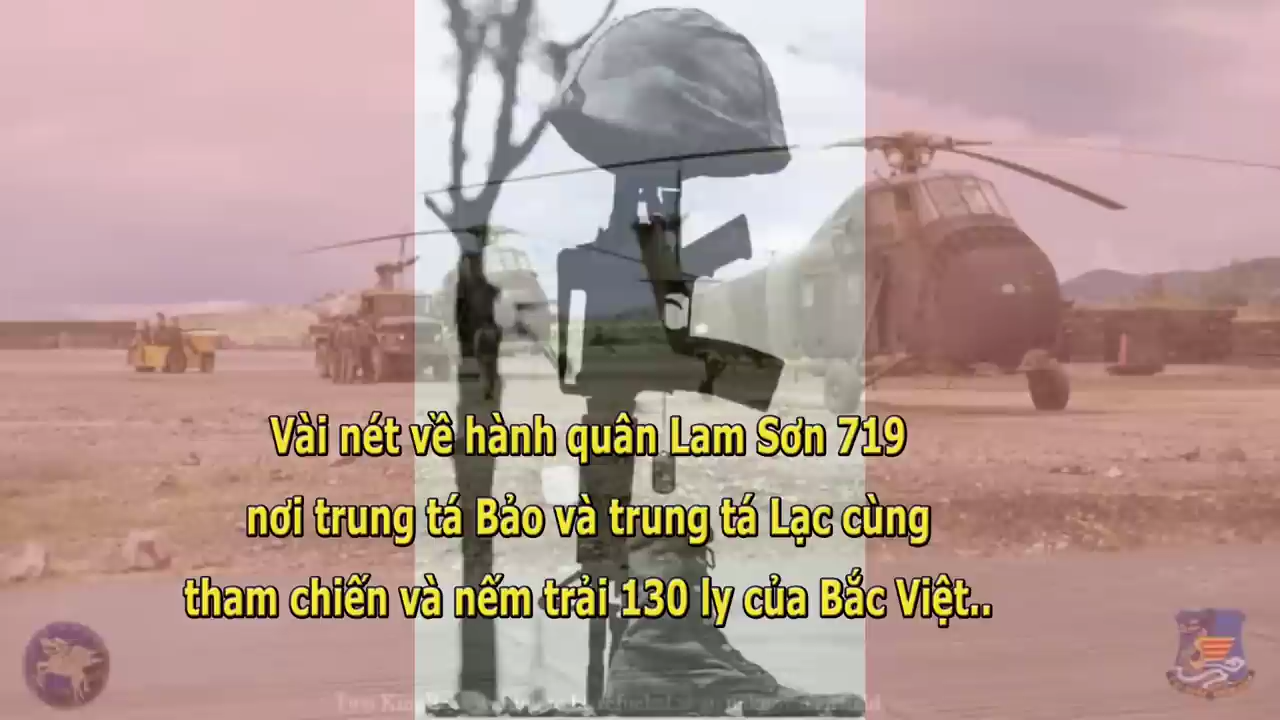 Vài nét về hành quân Lam Sơn 719
nơi trung tá Bảo và trung tá Lạc cùng
tham chiến và nếm trải 130 ly của Bắc Việt..